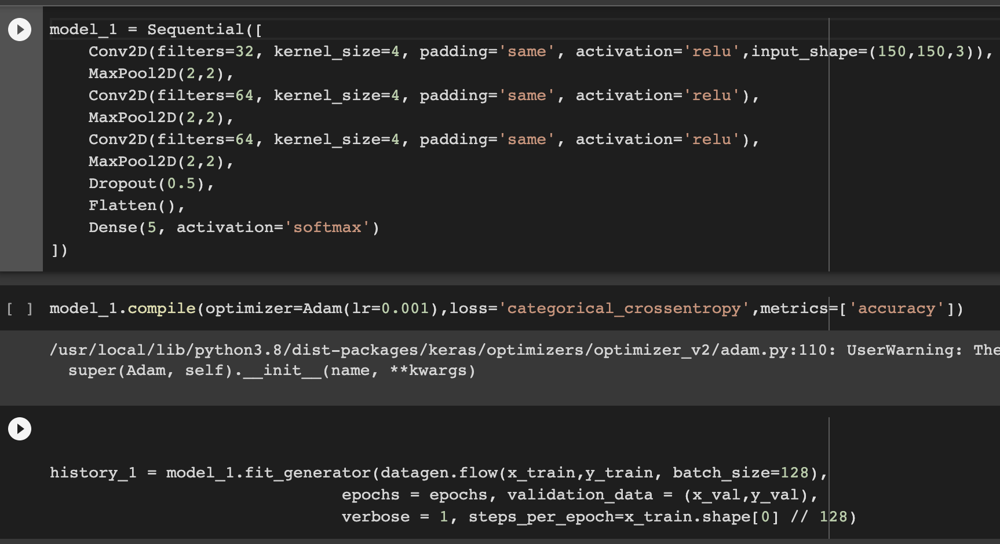 model_1 = Sequential([
    Conv2D(filters=32, kernel_size=4, padding='same', activation='relu',input_shape=(150,150,3)),
    MaxPool2D(2,2),
    Conv2D(filters=64, kernel_size=4, padding='same', activation='relu'),
    MaxPool2D(2,2),
    Conv2D(filters=64, kernel_size=4, padding='same', activation='relu'),
    MaxPool2D(2,2),
    Dropout(0.5),
    Flatten(),
    Dense(5, activation='softmax')
])
[ ] model_1.compile(optimizer=Adam(lr=0.001),loss='categorical_crossentropy',metrics=['accuracy'])
/usr/local/lib/python3.8/dist-packages/keras/optimizers/optimizer_v2/adam.py:110: UserWarning: The
  super(Adam, self).__init__(name, **kwargs)
history_1 = model_1.fit_generator(datagen.flow(x_train,y_train, batch_size=128),
                              epochs = epochs, validation_data = (x_val,y_val),
                              verbose = 1, steps_per_epoch=x_train.shape[0] // 128)